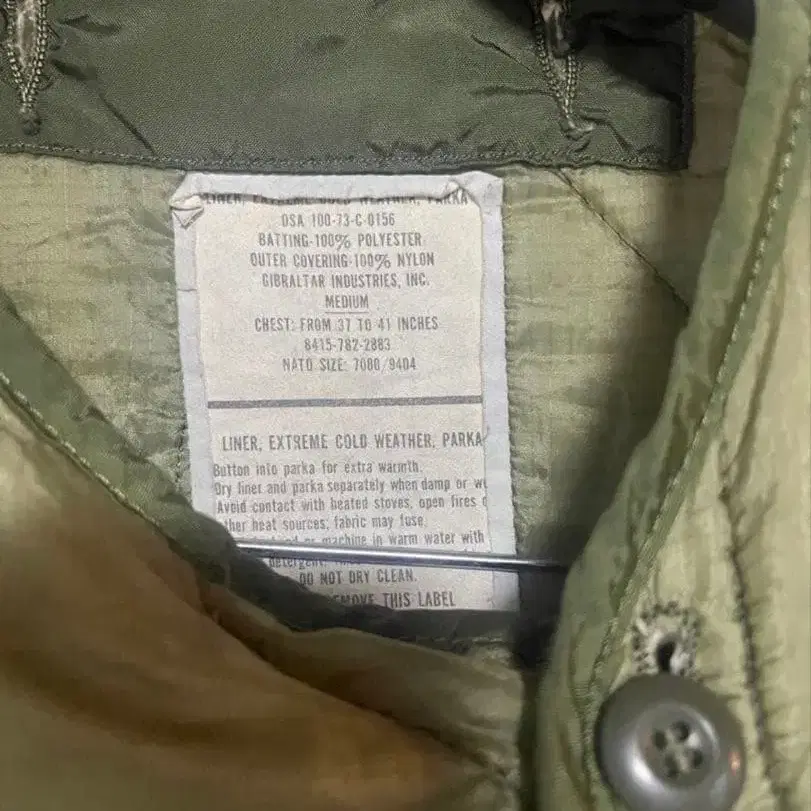 LINER, EXTREME COLD WEATHER, PARKA
DSA 100-73-C-0156
BATTING-100% POLYESTER
OUTER COVERING-100% NYLON
GIBRALTAR INDUSTRIES, INC.
MEDIUM
CHEST: FROM 37 TO 41 INCHES
8415-782-2883
NATO SIZE: 7080/9404
LINER, EXTREME COLD WEATHER, PARKA
Button into parka for extra warmth.
Dry liner and parka separately when damp or
Avoid contact with heated stoves, open fires
ther heat sources; fabric may fuse.
or machine in warm water with
DO NOT DRY CLEAN.
THIS LABEL